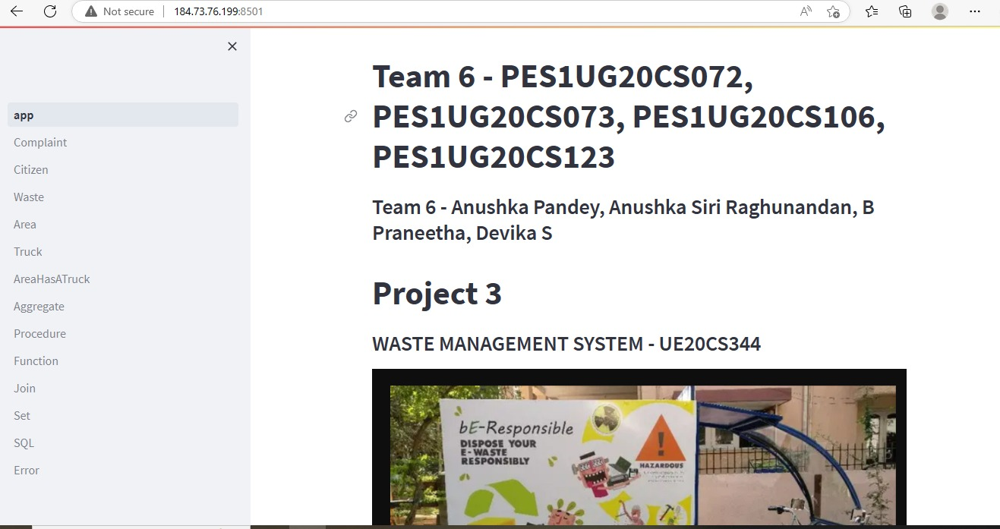 Not secure
184.73.76.199:8501
app
Complaint
Citizen
Waste
Area
Truck
AreaHasATruck
Aggregate
Procedure
Function
Join
Set
SQL
Error
Team 6 - PES1UG20CS072,
PES1UG20CS073, PES1UG20CS106,
PES1UG20CS123
Team 6 - Anushka Pandey, Anushka Siri Raghunandan, B
Praneetha, Devika S
Project 3
WASTE MANAGEMENT SYSTEM - UE20CS344
bE-Responsible
DISPOSE YOUR
E-WASTE
RESPONSIBLY
HAZARDOUS